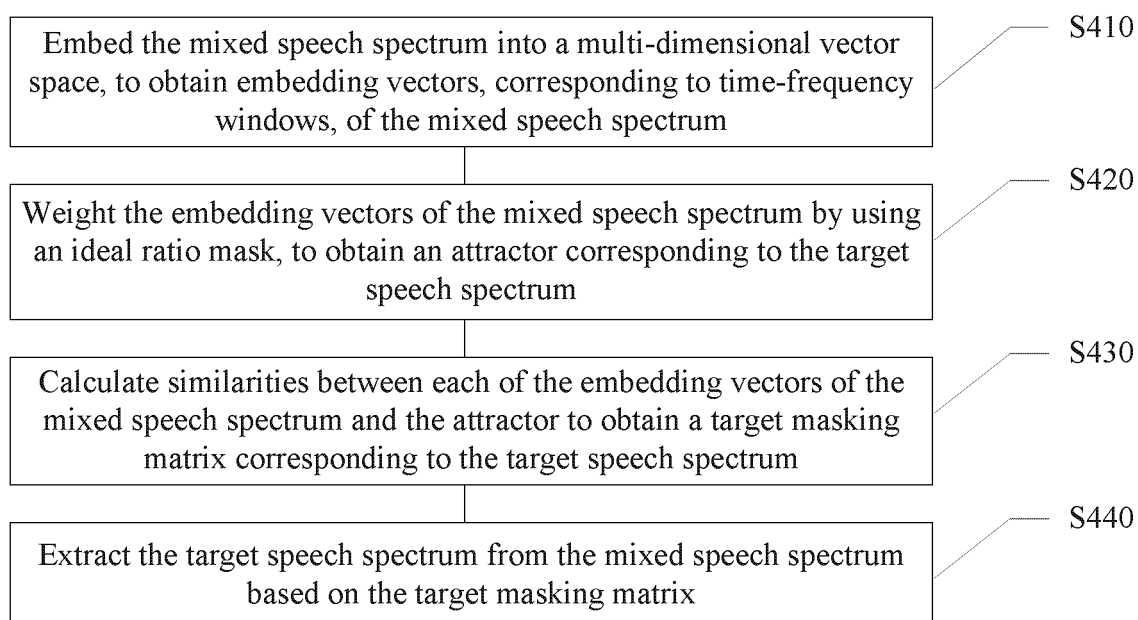 Embed the mixed speech spectrum into a multi-dimensional vector
space, to obtain embedding vectors, corresponding to time-frequency
windows, of the mixed speech spectrum
S410
Weight the embedding vectors of the mixed speech spectrum by using
an ideal ratio mask, to obtain an attractor corresponding to the target
speech spectrum
S420
Calculate similarities between each of the embedding vectors of the
mixed speech spectrum and the attractor to obtain a target masking
matrix corresponding to the target speech spectrum
S430
Extract the target speech spectrum from the mixed speech spectrum
based on the target masking matrix
S440